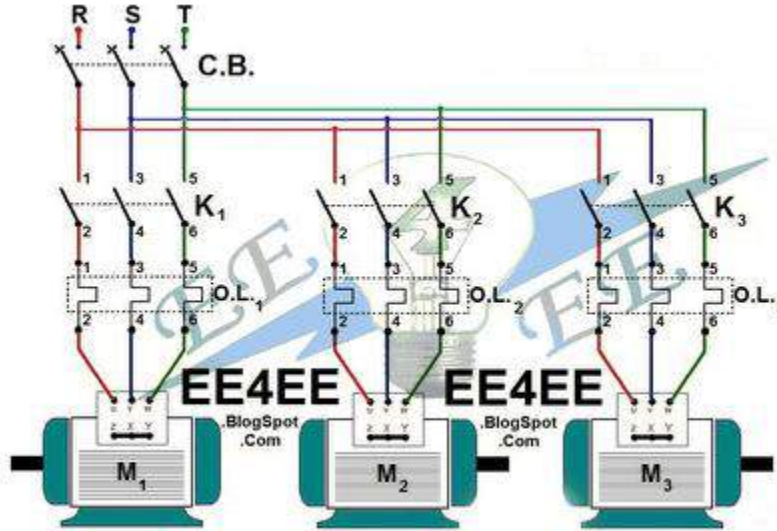 R S T
C.B.
1 3 5 1 3 5 1 3 5
K1 K2 K3
2 4 6 2 4 6 2 4 6
1 3 5 1 3 5 1 3 5
O.L.1 O.L.2 O.L.
2 4 6 2 4 6 2 4 6
EE EE
EE4EE EE4EE
.BlogSpot .BlogSpot
.Com .Com
U V W U V W U V W
Z X Y Z X Y Z X Y
M1 M2 M3